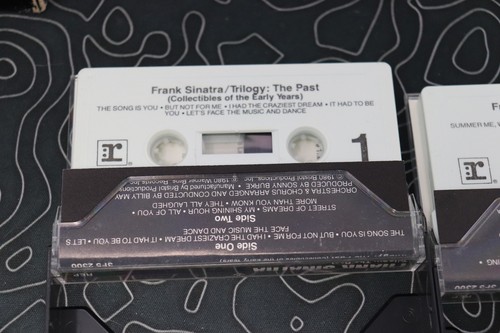 Frank Sinatra/Trilogy: The Past
(Collectibles of the Early Years)
THE SONG IS YOU • BUT NOT FOR ME • I HAD THE CRAZIEST DREAM • IT HAD TO BE
YOU • LET'S FACE THE MUSIC AND DANCE
r
1
3FS 2300
Side One
THE SONG IS YOU • BUT NOT FOR ME • I HAD THE CRAZIEST DREAM • IT HAD TO BE YOU • LET'S
FACE THE MUSIC AND DANCE
Side Two
STREET OF DREAMS • MY SHINING HOUR • ALL OF YOU •
MORE THAN YOU KNOW • THEY ALL LAUGHED
ORCHESTRA & CHORUS ARRANGED AND CONDUCTED BY BILLY MAY
PRODUCED BY SONNY BURKE
SUMMER ME, W
r